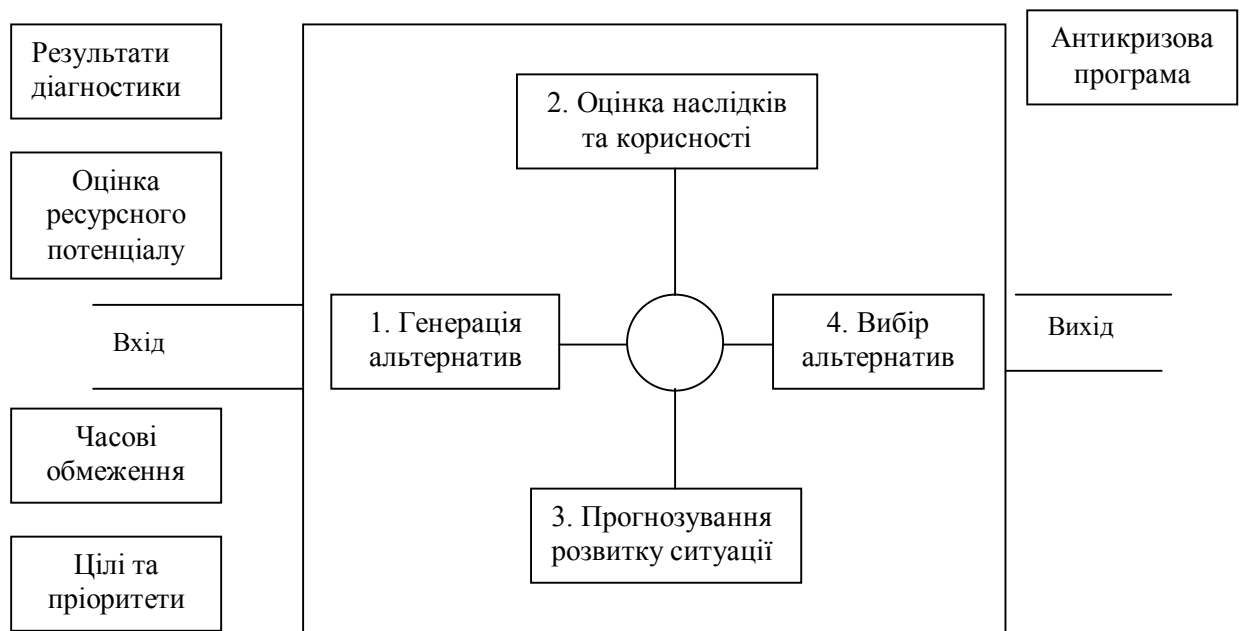 Результати
діагностики
Оцінка
ресурсного
потенціалу
Вхід
Часові
обмеження
Цілі та
пріоритети
2. Оцінка наслідків
та корисності
1. Генерація
альтернатив
4. Вибір
альтернатив
3. Прогнозування
розвитку ситуації
Антикризова
програма
Вихід